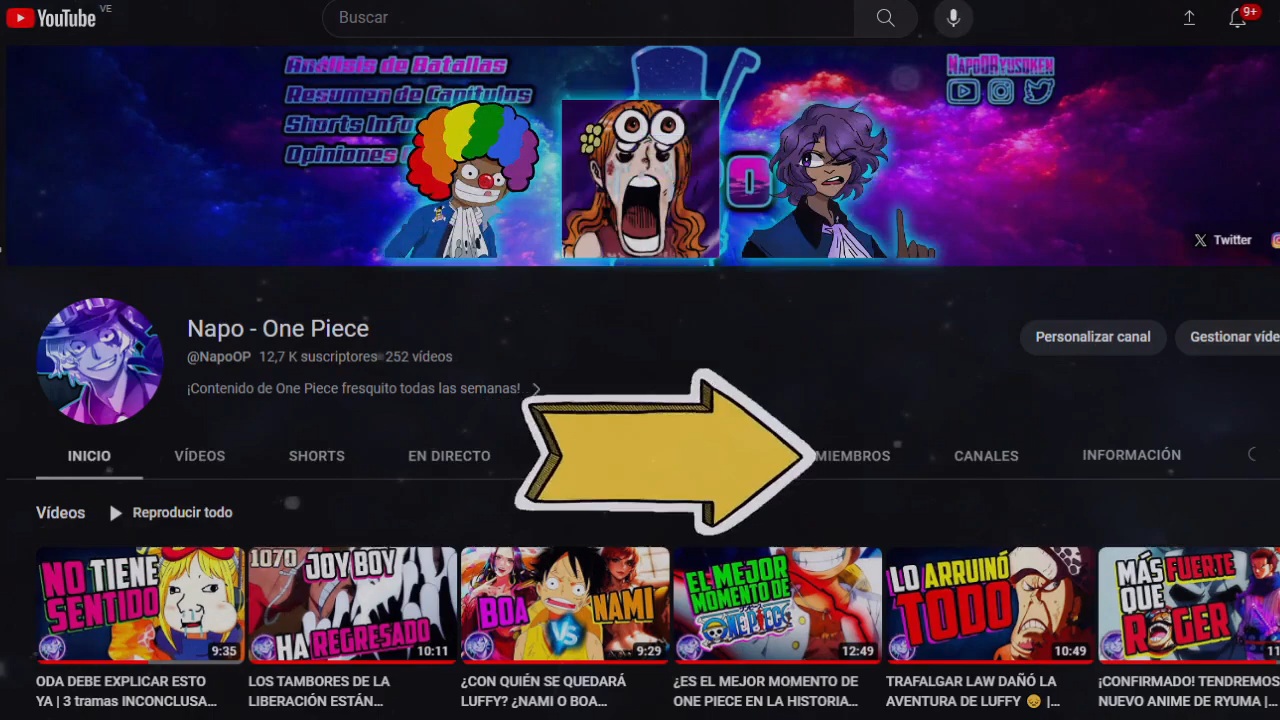 YouTube VE
Buscar
9+
Análisis de Batallas
Resumen de Capítulos
Shorts
Opiniones
NapoORyusoken
O
Twitter
Napo - One Piece
@NapoOP 12,7 K suscriptores 252 vídeos
¡Contenido de One Piece fresquito todas las semanas!
Personalizar canal
Gestionar víde
INICIO
VÍDEOS
SHORTS
EN DIRECTO
MIEMBROS
CANALES
INFORMACIÓN
Vídeos
Reproducir todo
NO TIENE
SENTIDO
9:35
1070 JOY BOY
HA REGRESADO
10:11
BOA
VS
NAMI
9:29
EL MEJOR
MOMENTO DE
ONE PIECE
12:49
LO ARRUINÓ
TODO
10:49
MÁS FUERTE
QUE
ROGER
11
ODA DEBE EXPLICAR ESTO
YA | 3 tramas INCONCLUSA...
LOS TAMBORES DE LA
LIBERACIÓN ESTÁN...
¿CON QUIÉN SE QUEDARÁ
LUFFY? ¿NAMI O BOA...
¿ES EL MEJOR MOMENTO DE
ONE PIECE EN LA HISTORIA...
TRAFALGAR LAW DAÑÓ LA
AVENTURA DE LUFFY 😔 |...
¡CONFIRMADO! TENDREMOS
NUEVO ANIME DE RYUMA |...